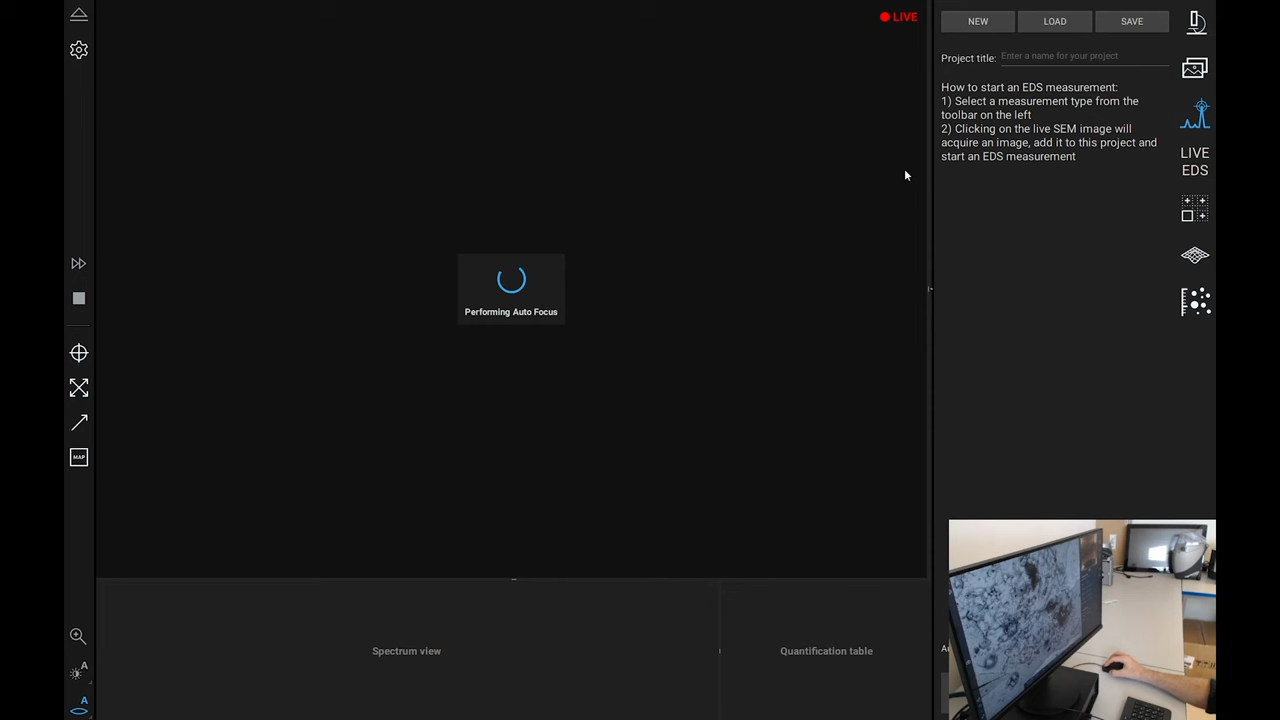 LIVE
NEW LOAD SAVE
Project title: Enter a name for your project
How to start an EDS measurement:
1) Select a measurement type from the
toolbar on the left
2) Clicking on the live SEM image will
acquire an image, add it to this project and
start an EDS measurement
LIVE
EDS
Performing Auto Focus
MAP
Spectrum view
Quantification table
A
A